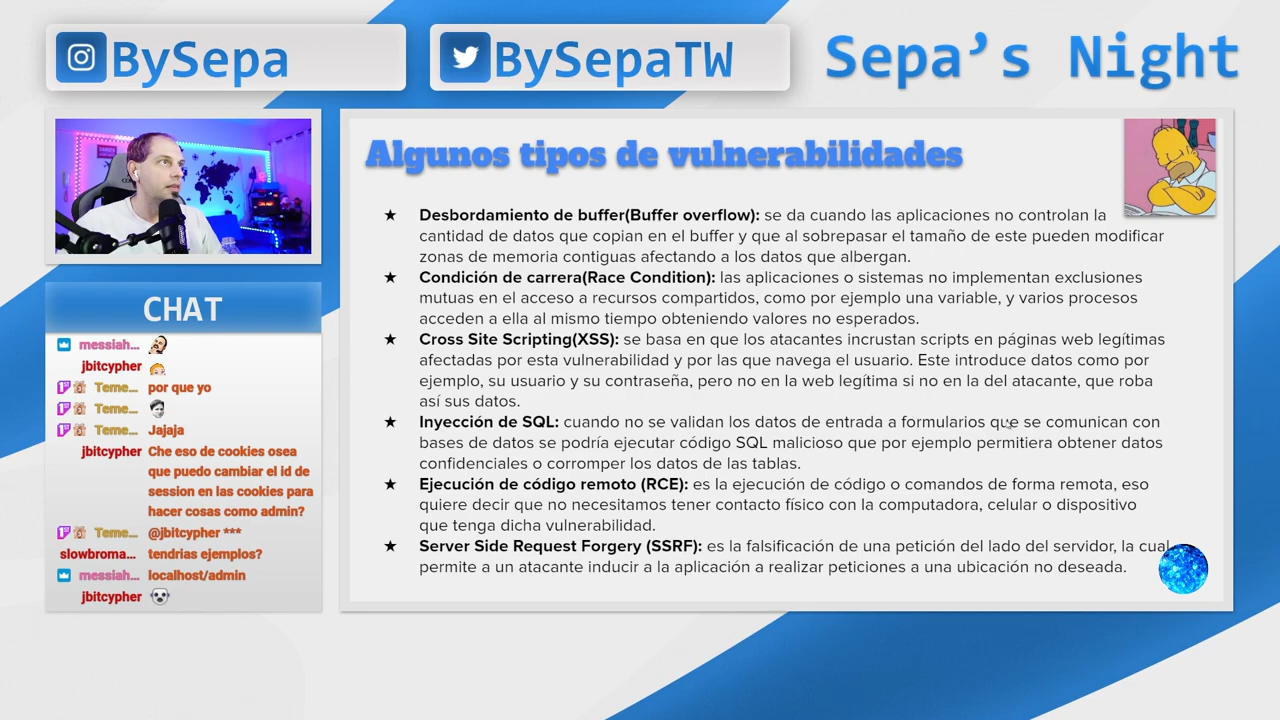 BySepa
BySepaTW
Sepa's Night
Algunos tipos de vulnerabilidades
★ Desbordamiento de buffer(Buffer overflow): se da cuando las aplicaciones no controlan la
cantidad de datos que copian en el buffer y que al sobrepasar el tamaño de este pueden modificar
zonas de memoria contiguas afectando a los datos que albergan.
★ Condición de carrera(Race Condition): las aplicaciones o sistemas no implementan exclusiones
mutuas en el acceso a recursos compartidos, como por ejemplo una variable, y varios procesos
acceden a ella al mismo tiempo obteniendo valores no esperados.
★ Cross Site Scripting(XSS): se basa en que los atacantes incrustan scripts en páginas web legítimas
afectadas por esta vulnerabilidad y por las que navega el usuario. Este introduce datos como por
ejemplo, su usuario y su contraseña, pero no en la web legítima si no en la del atacante, que roba
así sus datos.
★ Inyección de SQL: cuando no se validan los datos de entrada a formularios que se comunican con
bases de datos se podría ejecutar código SQL malicioso que por ejemplo permitiera obtener datos
confidenciales o corromper los datos de las tablas.
★ Ejecución de código remoto (RCE): es la ejecución de código o comandos de forma remota, eso
quiere decir que no necesitamos tener contacto físico con la computadora, celular o dispositivo
que tenga dicha vulnerabilidad.
★ Server Side Request Forgery (SSRF): es la falsificación de una petición del lado del servidor, la cual
permite a un atacante inducir a la aplicación a realizar peticiones a una ubicación no deseada.
CHAT
messiah...
jbitcypher
Teme... por que yo
Teme...
Teme... Jajaja
jbitcypher Che eso de cookies osea
que puedo cambiar el id de
session en las cookies para
hacer cosas como admin?
Teme... @jbitcypher ***
slowbroma... tendrias ejemplos?
messiah... localhost/admin
jbitcypher